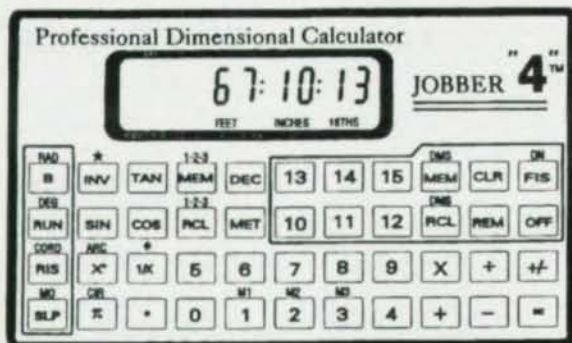 Professional Dimensional Calculator
67:10:13
FEET INCHES 16THS
JOBBER "4"™
RAD * 1-2-3 DMS ON
B INV TAN MEM DEC 13 14 15 MEM CLR FIS
DEG 1-2-3 DMS
RUN SIN COS RCL MET 10 11 12 RCL REM OFF
CORD ARC
RIS 1/X 5 6 7 8 9 X ÷ +/-
MO CIR M1 M2 M3
SLP π • 0 1 2 3 4 + - =